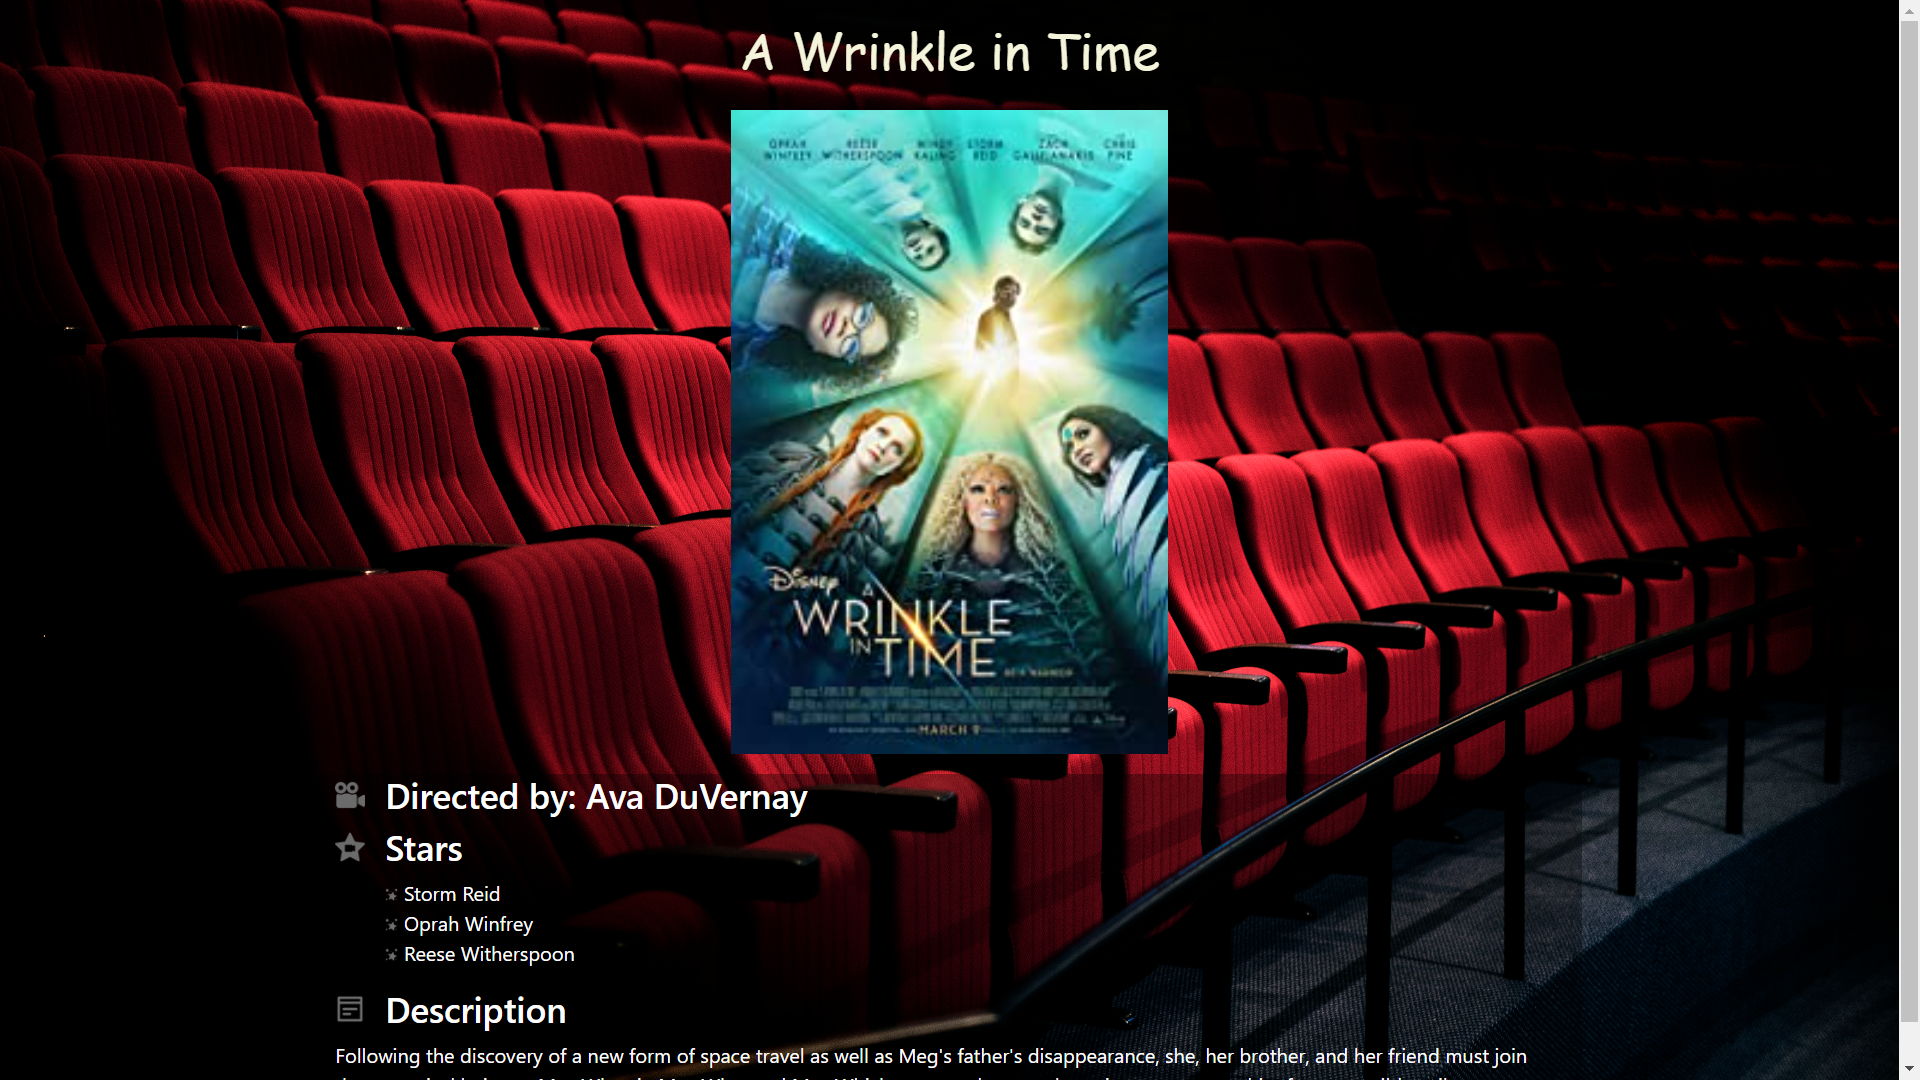 A Wrinkle in Time
OPRAH WINFREY REESE WITHERSPOON MINDY KALING STORM REID ZACH GALIFIANAKIS CHRIS PINE
DISNEY
A
WRINKLE
IN TIME
MARCH 9
Directed by: Ava DuVernay
Stars
Storm Reid
Oprah Winfrey
Reese Witherspoon
Description
Following the discovery of a new form of space travel as well as Meg's father's disappearance, she, her brother, and her friend must join